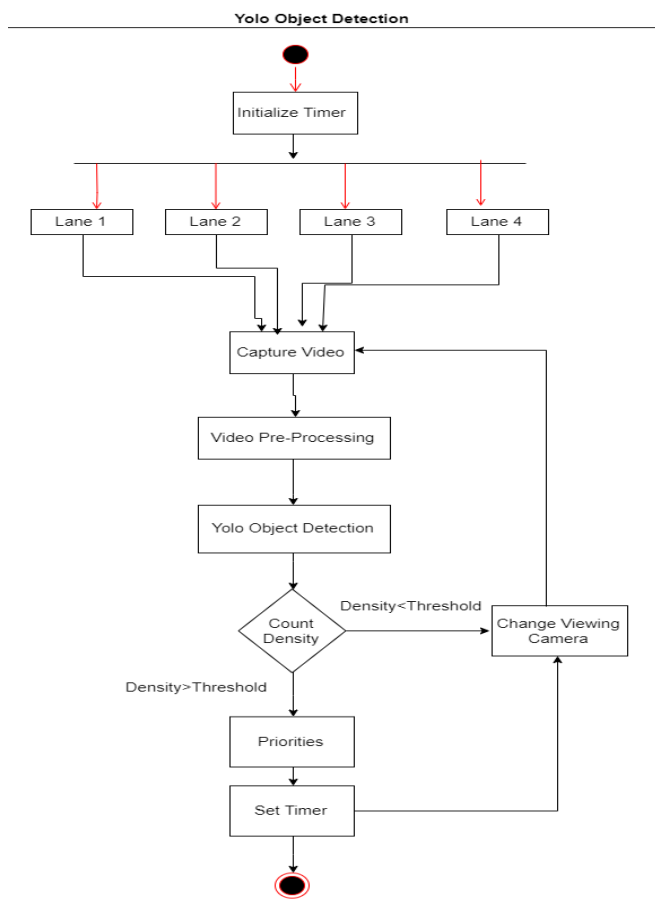 Yolo Object Detection
Initialize Timer
Lane 1
Lane 2
Lane 3
Lane 4
Capture Video
Video Pre-Processing
Yolo Object Detection
Density<Threshold
Count
Density
Change Viewing
Camera
Density>Threshold
Priorities
Set Timer